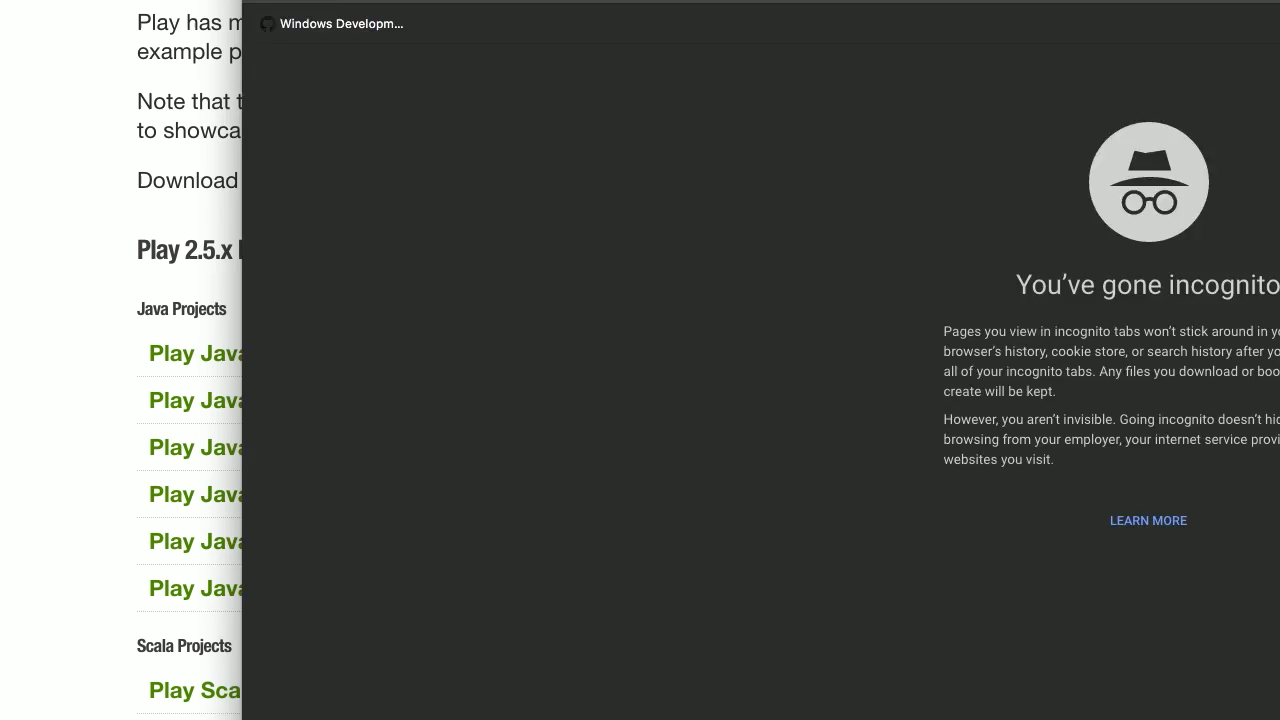 Play has m
example p
Note that t
to showca
Download
Play 2.5.x
Java Projects
Play Java
Play Java
Play Java
Play Java
Play Java
Play Java
Scala Projects
Play Sca
Windows Developm...
You've gone incognito
Pages you view in incognito tabs won't stick around in yo
browser's history, cookie store, or search history after yo
all of your incognito tabs. Any files you download or boo
create will be kept.
However, you aren't invisible. Going incognito doesn't hid
browsing from your employer, your internet service provi
websites you visit.
LEARN MORE